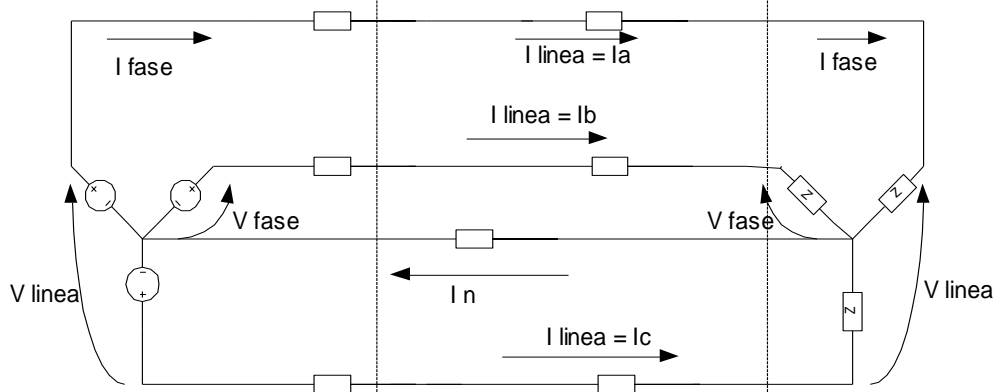 I fase
I linea = Ia
I fase
I linea = Ib
V fase
V fase
Z
Z
V linea
I n
V linea
Z
I linea = Ic